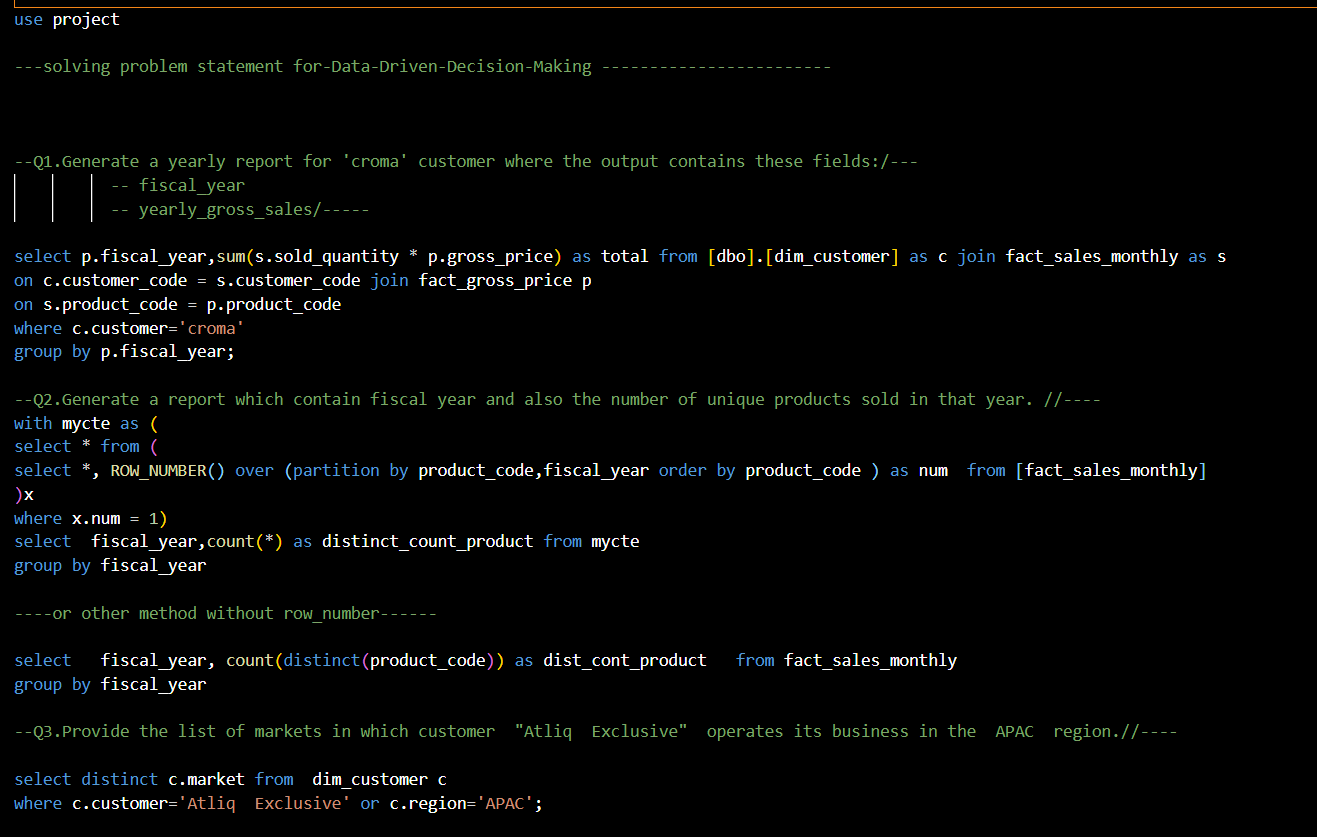 use project
---solving problem statement for-Data-Driven-Decision-Making ------------------------
--Q1.Generate a yearly report for 'croma' customer where the output contains these fields:/---
-- fiscal_year
-- yearly_gross_sales/-----
select p.fiscal_year,sum(s.sold_quantity * p.gross_price) as total from [dbo].[dim_customer] as c join fact_sales_monthly as s
on c.customer_code = s.customer_code join fact_gross_price p
on s.product_code = p.product_code
where c.customer='croma'
group by p.fiscal_year;
--Q2.Generate a report which contain fiscal year and also the number of unique products sold in that year. //----
with mycte as (
select * from (
select *, ROW_NUMBER() over (partition by product_code,fiscal_year order by product_code ) as num  from [fact_sales_monthly]
)x
where x.num = 1)
select  fiscal_year,count(*) as distinct_count_product from mycte
group by fiscal_year
----or other method without row_number------
select   fiscal_year, count(distinct(product_code)) as dist_cont_product   from fact_sales_monthly
group by fiscal_year
--Q3.Provide the list of markets in which customer  "Atliq  Exclusive"  operates its business in the  APAC  region.//----
select distinct c.market from  dim_customer c
where c.customer='Atliq  Exclusive' or c.region='APAC';